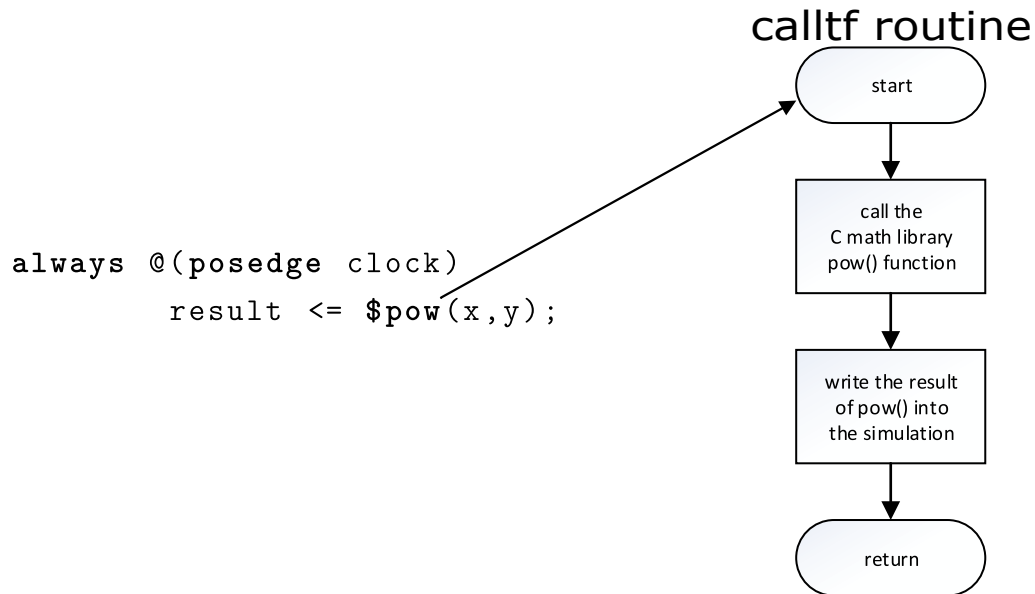 calltf routine
start
call the
C math library
pow() function
always @(posedge clock)
result <= $pow(x,y);
write the result
of pow() into
the simulation
return